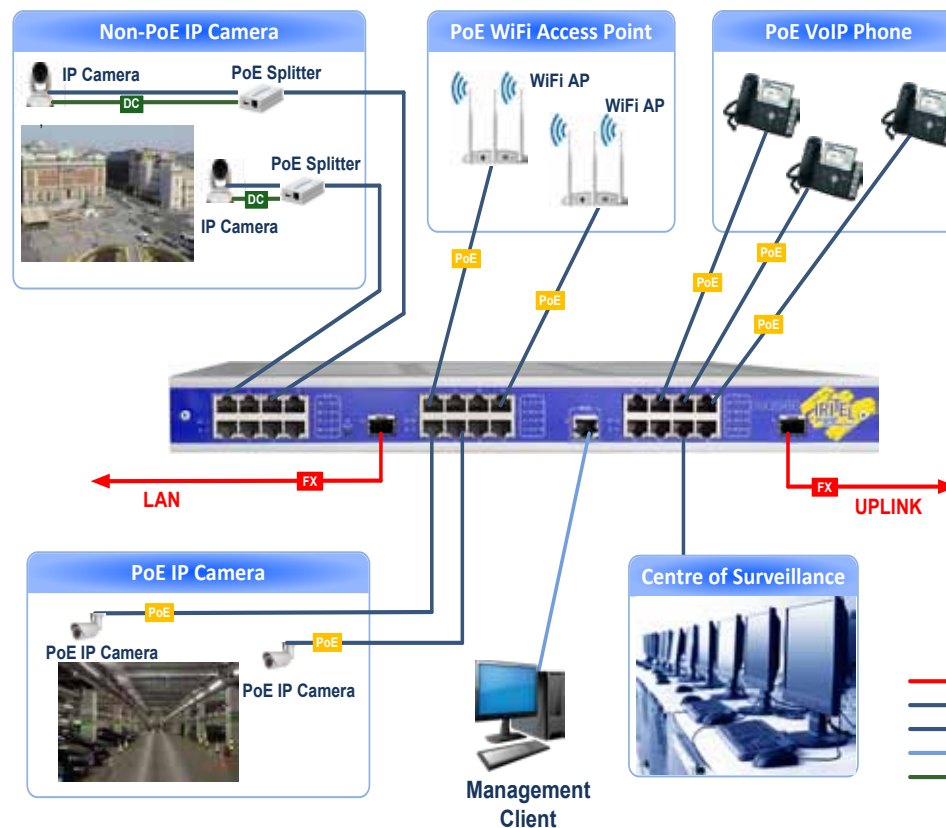 Non-PoE IP Camera
PoE WiFi Access Point
PoE VoIP Phone
IP Camera
PoE Splitter
DC
WiFi AP
WiFi AP
PoE Splitter
DC
IP Camera
PoE
PoE
PoE
PoE
PoE
FX
LAN
FX
UPLINK
PoE IP Camera
Centre of Surveillance
PoE
PoE IP Camera
PoE
PoE IP Camera
Management
Client